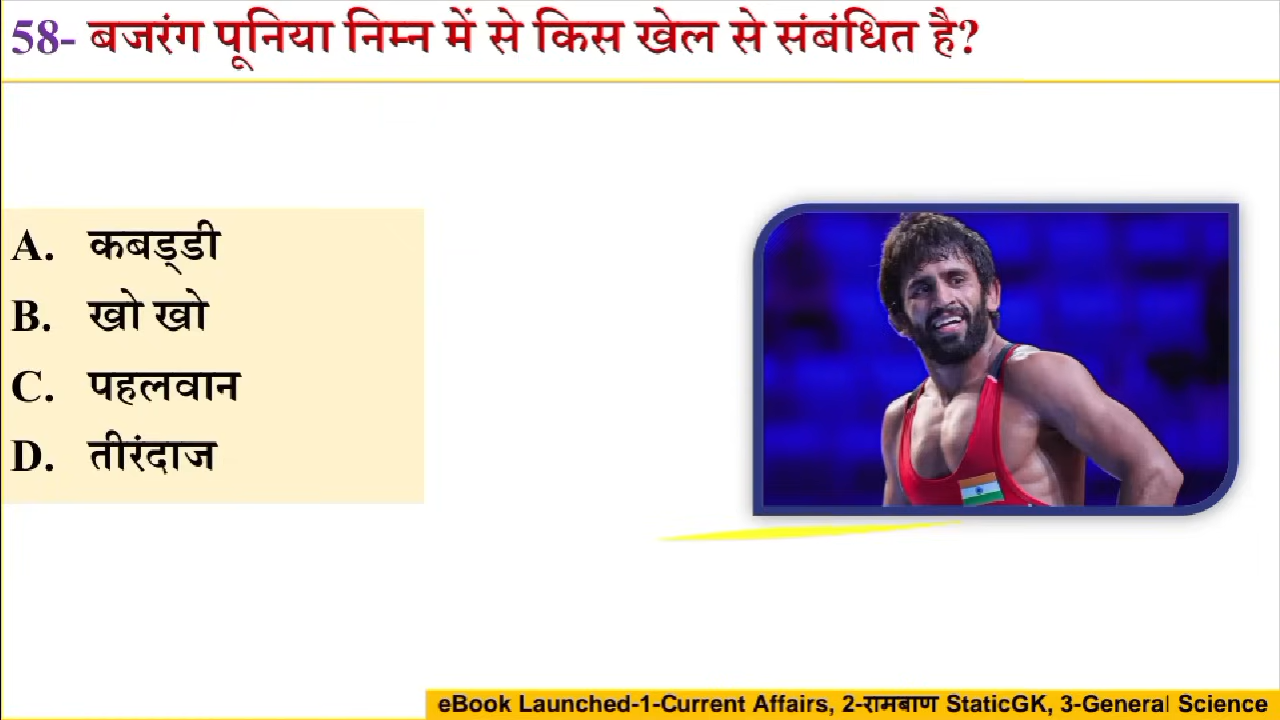 58- बजरंग पूनिया निम्न में से किस खेल से संबंधित है?
A. कबड्डी
B. खो खो
C. पहलवान
D. तीरंदाज
eBook Launched-1-Current Affairs, 2-रामबाण StaticGK, 3-General Science